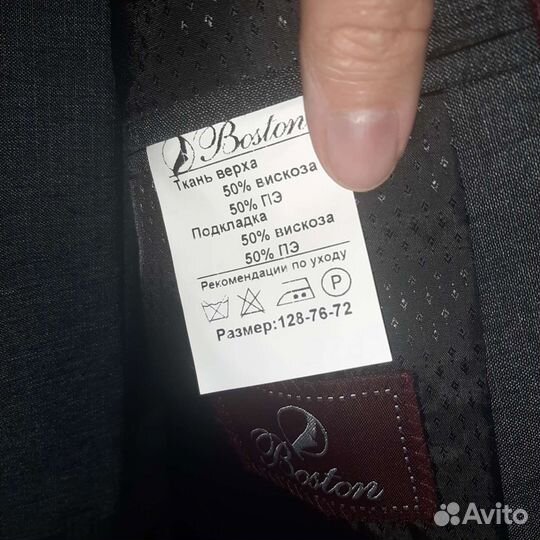 Boston
Ткань верха
50% вискоза
50% ПЭ
Подкладка
50% вискоза
50% ПЭ
Рекомендации по уходу
P
Размер:128-76-72
Boston
Avito